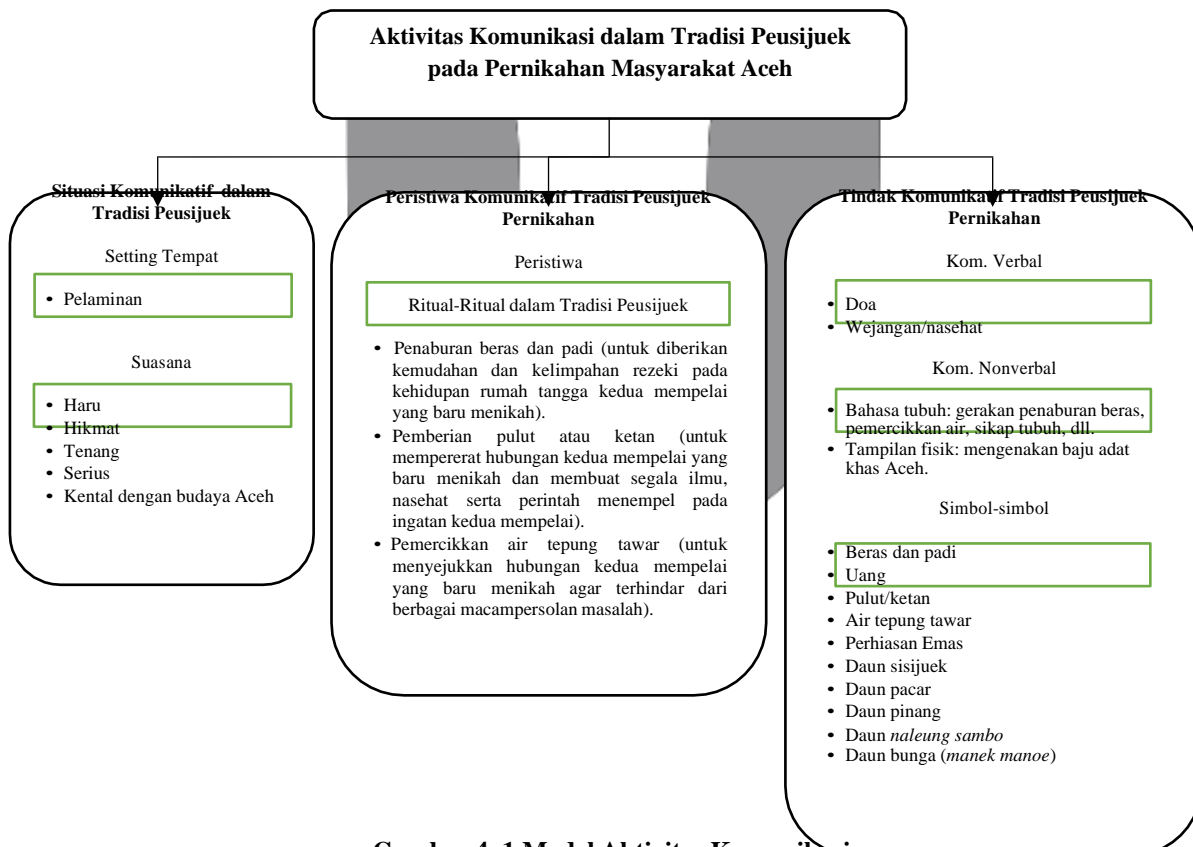 Aktivitas Komunikasi dalam Tradisi Peusijuek
pada Pernikahan Masyarakat Aceh
Situasi Komunikatif dalam
Tradisi Peusijuek
Setting Tempat
• Pelaminan
Suasana
• Haru
• Hikmat
• Tenang
• Serius
• Kental dengan budaya Aceh
Peristiwa Komunikatif Tradisi Peusijuek
Pernikahan
Peristiwa
Ritual-Ritual dalam Tradisi Peusijuek
• Penaburan beras dan padi (untuk diberikan
kemudahan dan kelimpahan rezeki pada
kehidupan rumah tangga kedua mempelai
yang baru menikah).
• Pemberian pulut atau ketan (untuk
mempererat hubungan kedua mempelai yang
baru menikah dan membuat segala ilmu,
nasehat serta perintah menempel pada
ingatan kedua mempelai).
• Pemercikkan air tepung tawar (untuk
menyejukkan hubungan kedua mempelai
yang baru menikah agar terhindar dari
berbagai macampersolan masalah).
Tindak Komunikatif Tradisi Peusijuek
Pernikahan
Kom. Verbal
• Doa
• Wejangan/nasehat
Kom. Nonverbal
• Bahasa tubuh: gerakan penaburan beras,
pemercikkan air, sikap tubuh, dll.
• Tampilan fisik: mengenakan baju adat
khas Aceh.
Simbol-simbol
• Beras dan padi
• Uang
• Pulut/ketan
• Air tepung tawar
• Perhiasan Emas
• Daun sisijuek
• Daun pacar
• Daun pinang
• Daun naleung sambo
• Daun bunga (manek manoe)
Gambar 4. 1 Model Aktivitas Komunikasi